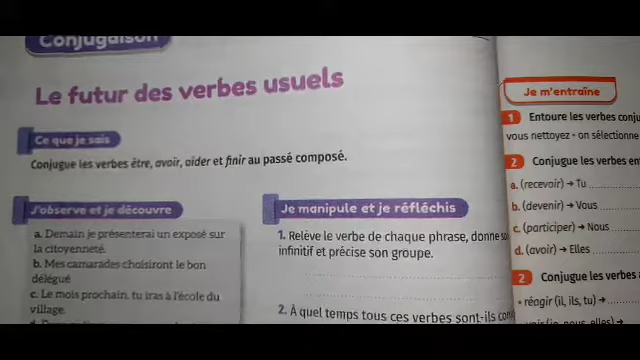 Conjugaison
Le futur des verbes usuels
Ce que je sais
Conjugue les verbes être, avoir, aider et finir au passé composé.
J'observe et je découvre
a. Demain je présenterai un exposé sur
la citoyenneté.
b. Mes camarades choisiront le bon
délégué
c. Le mois prochain, tu iras à l'école du
village.
Je manipule et je réfléchis
1. Relève le verbe de chaque phrase, donne
infinitif et précise son groupe.
2. À quel temps tous ces verbes sont-ils
Je m'entraîne
1 Entoure les verbes
vous nettoyez - on sélectionne
2 Conjugue les verbes en
a. (recevoir) → Tu
b. (devenir) → Vous
c. (participer) → Nous
d. (avoir) → Elles
2 Conjugue les verbes
• réagir (il, ils, tu) →